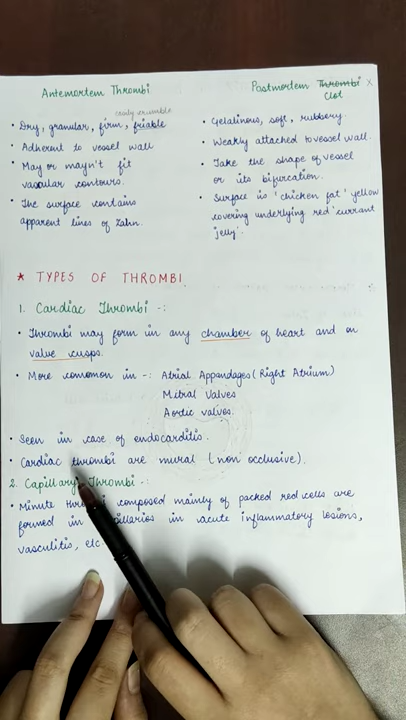 Antemortem Thrombi
Postmortem Thrombi x
Clot
easily crumble
• Dry, granular, firm, friable
• Adherent to vessel wall
• May or mayn't fit
vascular contours.
• The surface contains
apparent lines of Zahn.
• Gelatinous, soft, rubbery.
• Weakly attached to vessel wall.
• Take the shape of vessel
or its bifurcation.
• Surface is 'chicken fat' yellow
covering underlying red 'currant
jelly'.
* TYPES OF THROMBI
1. Cardiac Thrombi -:
• Thrombi may form in any chamber of heart and on
value cusps.
• More common in -: Atrial Appandages (Right Atrium)
Mitral Valves
Aortic valves.
• Seen in case of endocarditis.
• Cardiac thrombi are mural (non occlusive).
2. Capillary Thrombi -:
• Minute composed mainly of packed red cells are
formed in in acute inflammatory lesions,
vasculitis, etc